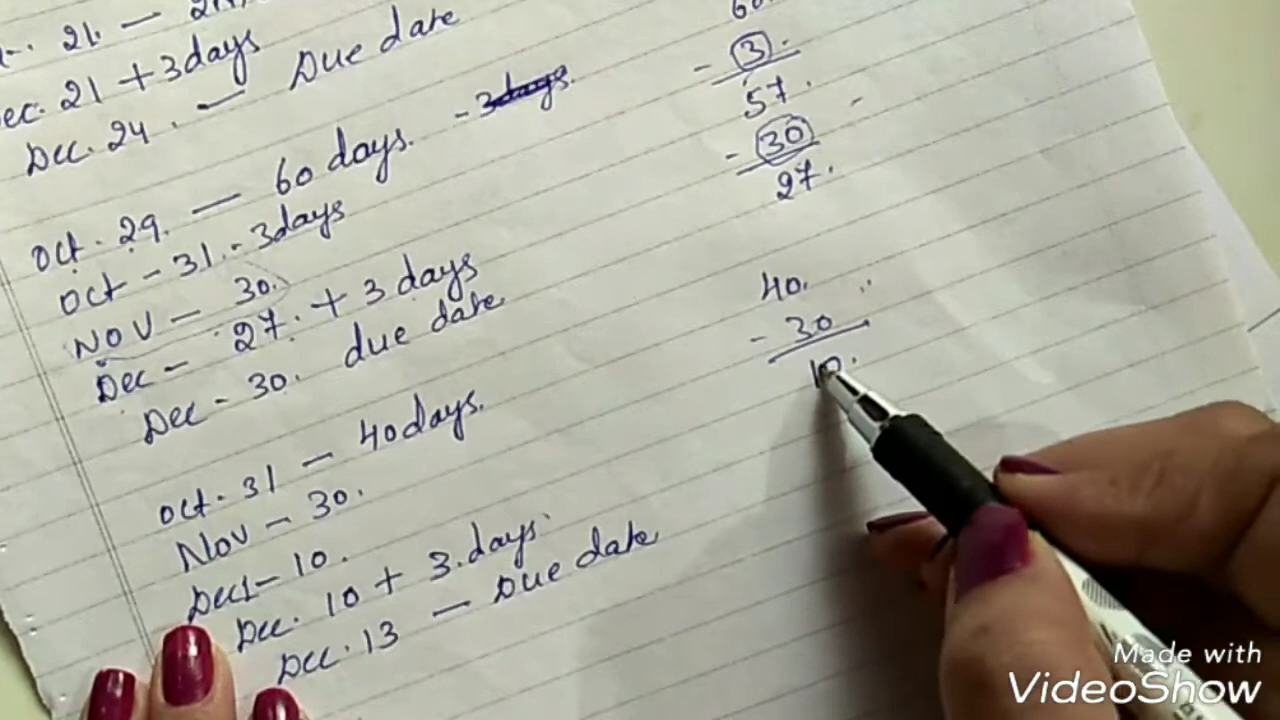 21. —
Dec. 21 + 3days
Dec. 24. — Due date
Oct. 29. — 60 days. - 3days.
Oct - 31. - 3days
Nov - 30.
Dec - 27. + 3 days
Dec - 30. due date
Oct. 31 — 40days.
Nov - 30.
Dec - 10.
Dec. 10 + 3.days
Dec. 13 — Due date
60.
- 3.
57.
- 30
27.
40.
- 30
10.
Made with
VideoShow